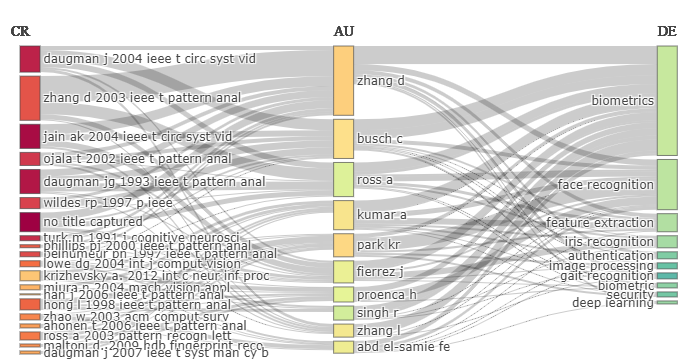 CR
AU
DE
daugman j 2004 ieee t circ syst vid
zhang d 2003 ieee t pattern anal
jain ak 2004 ieee t circ syst vid
ojala t 2002 ieee t pattern anal
daugman jg 1993 ieee t pattern anal
wildes rp 1997 p ieee
no title captured
turk m 1991 j cognitive neurosci
phillips pj 2000 ieee t pattern anal
belhumeur pn 1997 ieee t pattern anal
lowe dg 2004 int j comput vision
krizhevsky a. 2012 int c neur inf proc
miura n 2004 mach vision appl
han j 2006 ieee t pattern anal
hong l 1998 ieee t pattern anal
zhao w 2003 acm comput surv
ahonen t 2006 ieee t pattern anal
ross a 2003 pattern recogn lett
maltoni d. 2009 hdb fingerprint reco
daugman j 2007 ieee t syst man cy b
zhang d
busch c
ross a
kumar a
park kr
fierrez j
proenca h
singh r
zhang l
abd el-samie fe
biometrics
face recognition
feature extraction
iris recognition
authentication
image processing
gait recognition
biometric
security
deep learning